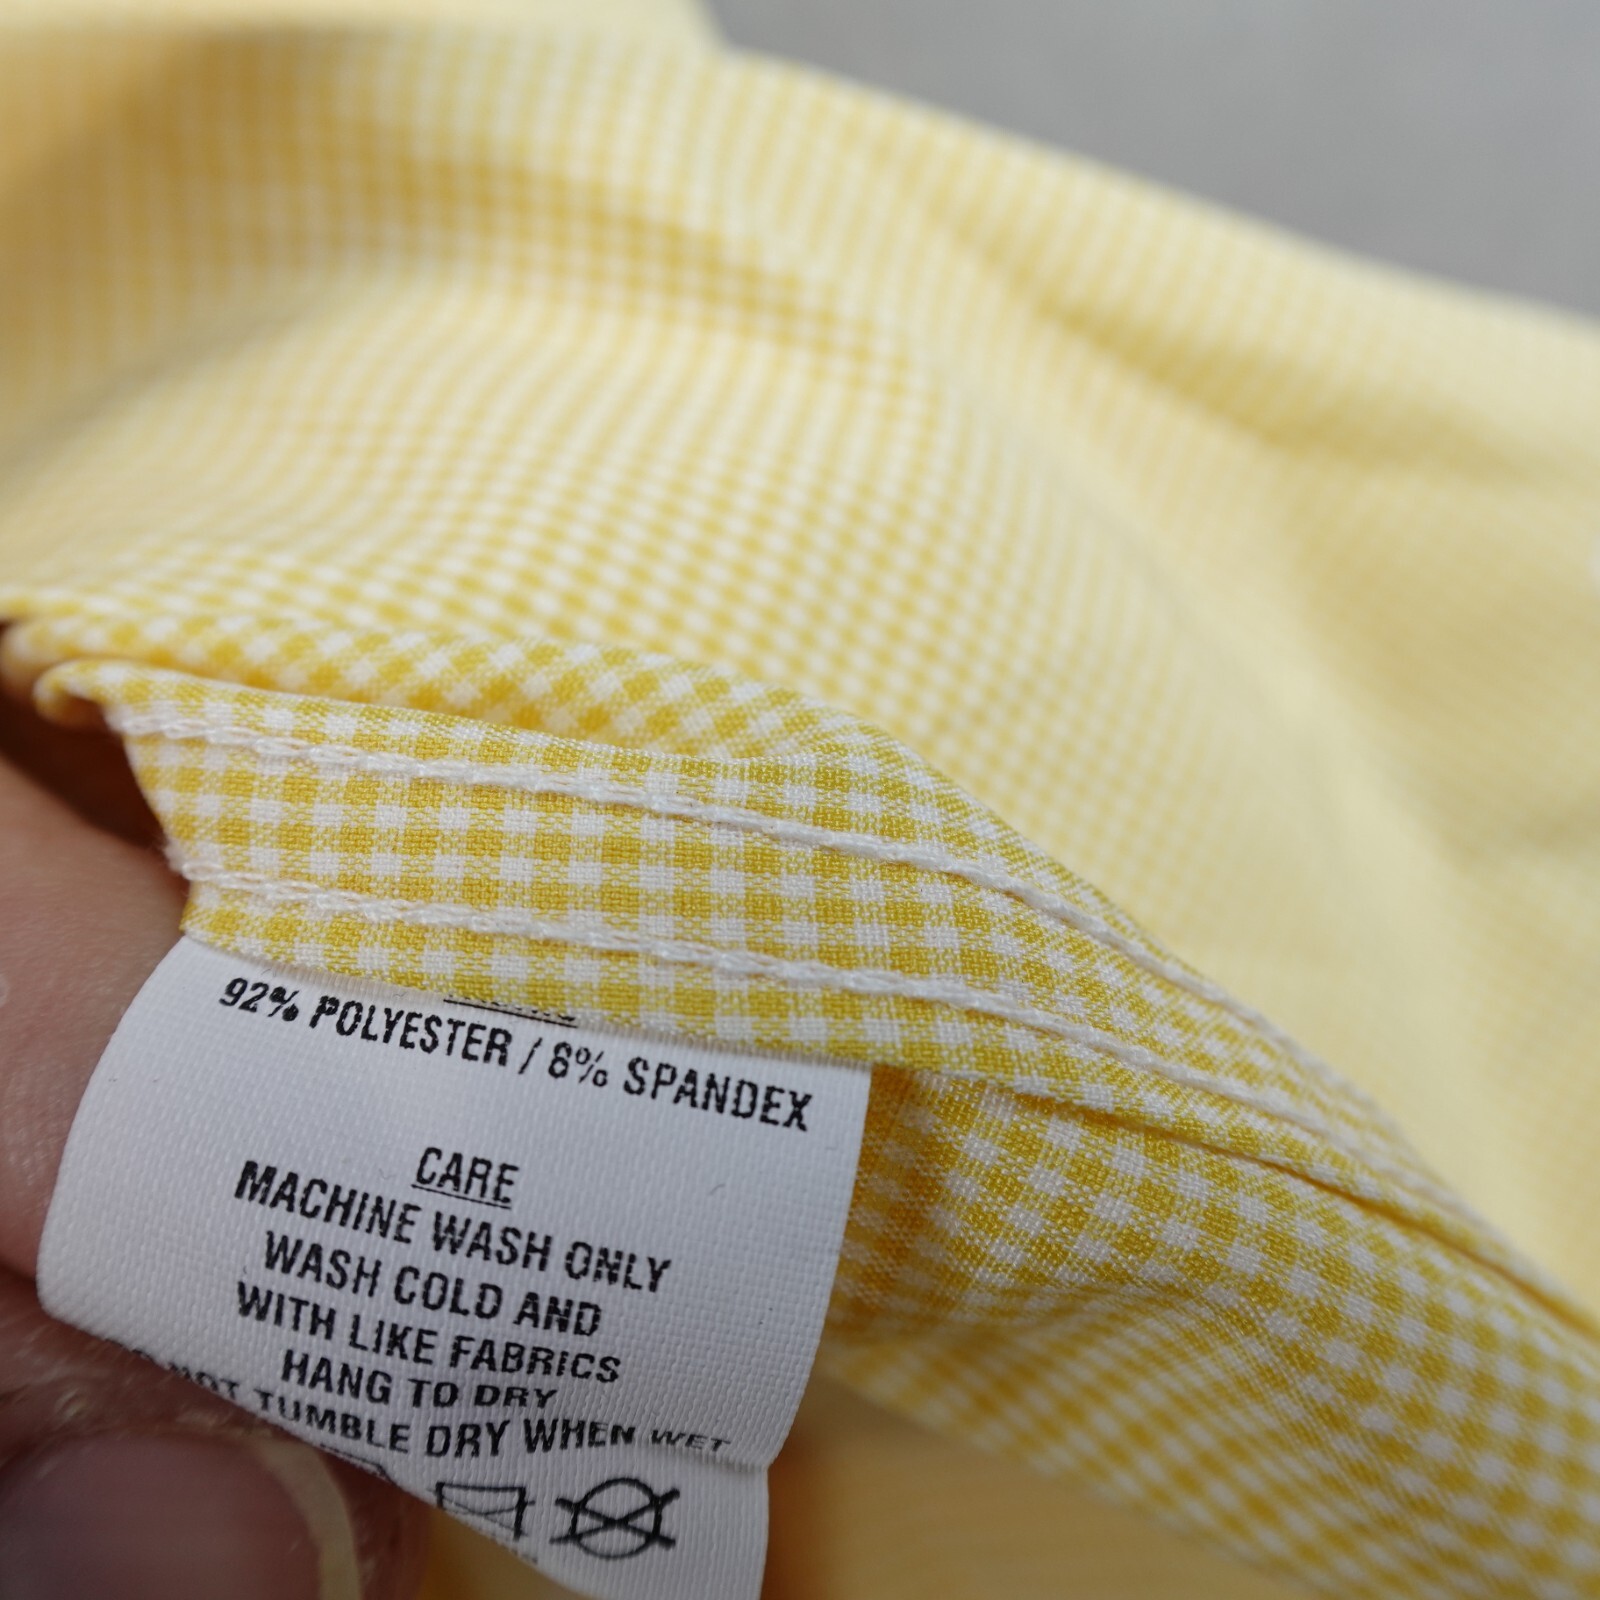 92% POLYESTER / 8% SPANDEX
CARE
MACHINE WASH ONLY
WASH COLD AND
WITH LIKE FABRICS
HANG TO DRY
NOT TUMBLE DRY WHEN WET